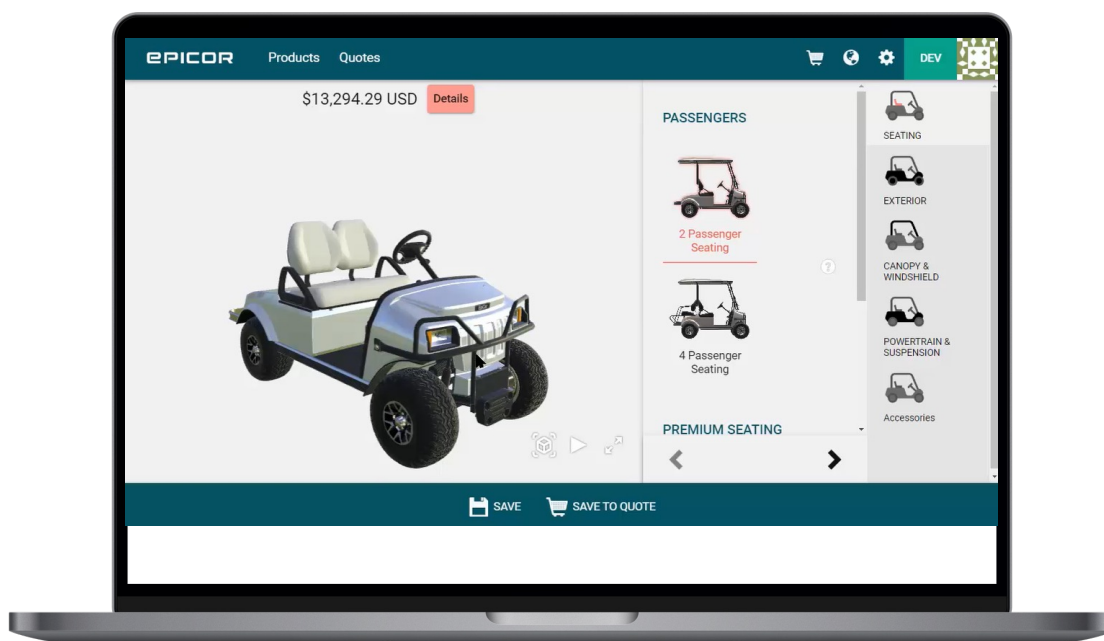 EPICOR
Products
Quotes
DEV
$13,294.29 USD
Details
PASSENGERS
2 Passenger
Seating
?
4 Passenger
Seating
PREMIUM SEATING
SEATING
EXTERIOR
CANOPY &
WINDSHIELD
POWERTRAIN &
SUSPENSION
Accessories
SAVE
SAVE TO QUOTE